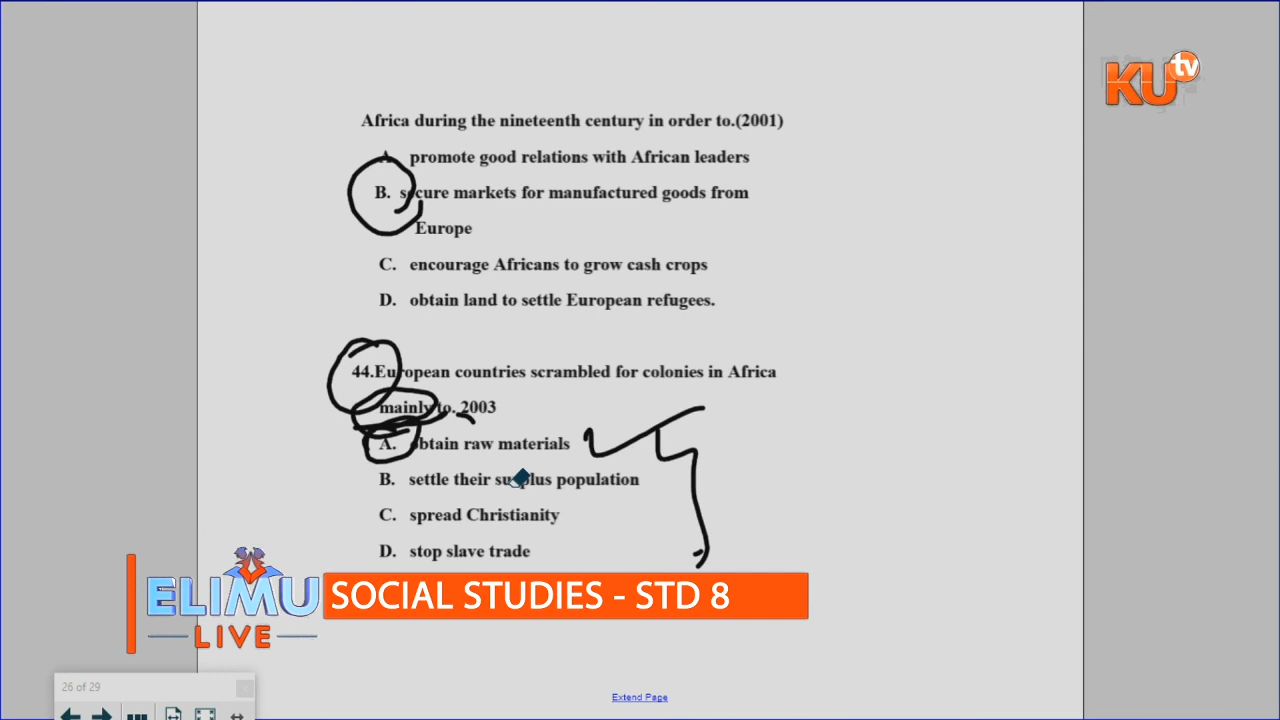 KU tv
Africa during the nineteenth century in order to.(2001)
A. promote good relations with African leaders
B. secure markets for manufactured goods from
Europe
C. encourage Africans to grow cash crops
D. obtain land to settle European refugees.
44.European countries scrambled for colonies in Africa
mainly to. 2003
A. obtain raw materials
B. settle their surplus population
C. spread Christianity
D. stop slave trade
ELIMU
LIVE
SOCIAL STUDIES - STD 8
26 of 29
Extend Page